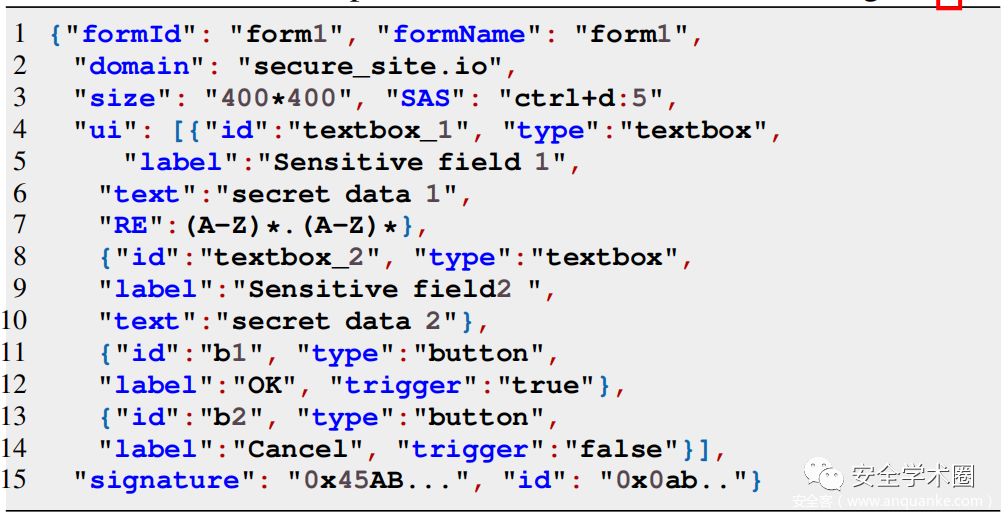 1 {"formId": "form1", "formName": "form1",
2 "domain": "secure_site.io",
3 "size": "400*400", "SAS": "ctrl+d:5",
4 "ui": [{"id":"textbox_1", "type":"textbox",
5 "label":"Sensitive field 1",
6 "text":"secret data 1",
7 "RE":(A-Z)*.(A-Z)*},
8 {"id":"textbox_2", "type":"textbox",
9 "label":"Sensitive field2 ",
10 "text":"secret data 2"},
11 {"id":"b1", "type":"button",
12 "label":"OK", "trigger":"true"},
13 {"id":"b2", "type":"button",
14 "label":"Cancel", "trigger":"false"}],
15 "signature": "0x45AB...", "id": "0x0ab.."}
安全学术圈
安全客（www.anquanke.com）